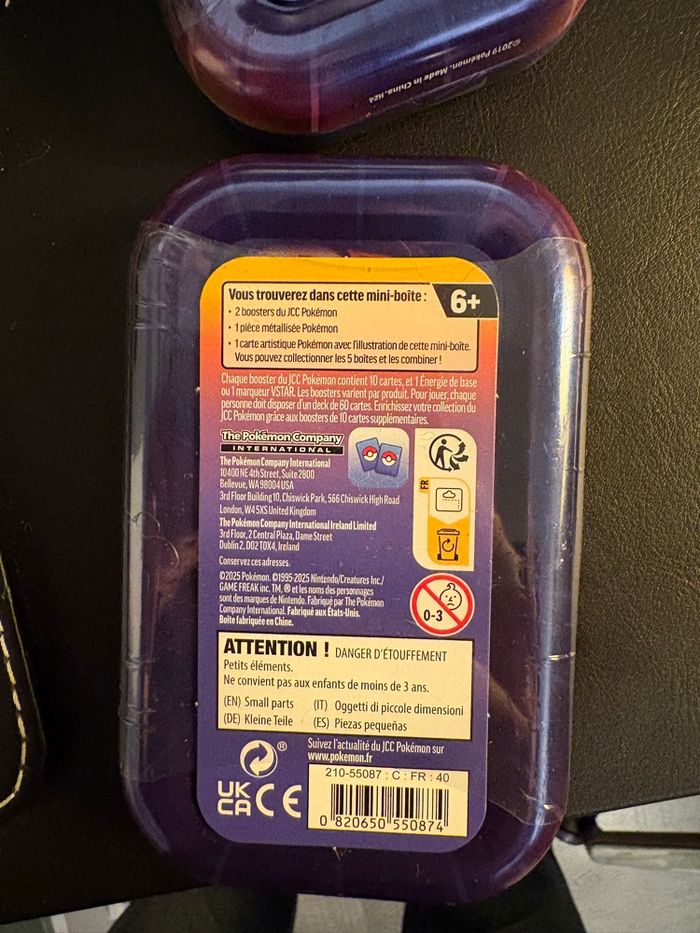 ©2019 Pokémon. Made in China. H24
Vous trouverez dans cette mini-boîte :
6+
• 2 boosters du JCC Pokémon
• 1 pièce métallisée Pokémon
• 1 carte artistique Pokémon avec l'illustration de cette mini-boîte.
Vous pouvez collectionner les 5 boîtes et les combiner !
Chaque booster du JCC Pokémon contient 10 cartes, et 1 Énergie de base
ou 1 marqueur VSTAR. Les boosters varient par produit. Pour jouer, chaque
personne doit disposer d'un deck de 60 cartes. Enrichissez votre collection du
JCC Pokémon grâce aux boosters de 10 cartes supplémentaires.
The Pokémon Company
INTERNATIONAL
The Pokémon Company International
10400 NE 4th Street, Suite 2800
Bellevue, WA 98004 USA
3rd Floor Building 10, Chiswick Park, 566 Chiswick High Road
London, W4 5XS United Kingdom
The Pokémon Company International Ireland Limited
3rd Floor, 2 Central Plaza, Dame Street
Dublin 2, D02 T0X4, Ireland
FR
Conservez ces adresses.
©2025 Pokémon. ©1995-2025 Nintendo/Creatures Inc./
GAME FREAK inc. TM, ® et les noms des personnages
sont des marques de Nintendo. Fabriqué par The Pokémon
Company International. Fabriqué aux États-Unis.
Boîte fabriquée en Chine.
0-3
ATTENTION ! DANGER D'ÉTOUFFEMENT
Petits éléments.
Ne convient pas aux enfants de moins de 3 ans.
(EN) Small parts (IT) Oggetti di piccole dimensioni
(DE) Kleine Teile (ES) Piezas pequeñas
Suivez l'actualité du JCC Pokémon sur
www.pokemon.fr
®
UK
CA CE
210-55087 : C : FR : 40
0 820650 550874